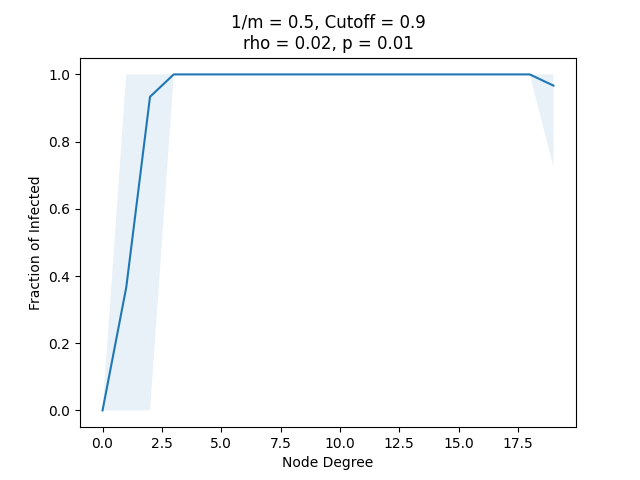 1/m = 0.5, Cutoff = 0.9
rho = 0.02, p = 0.01
1.0
0.8
0.6
0.4
0.2
0.0
Fraction of Infected
0.0 2.5 5.0 7.5 10.0 12.5 15.0 17.5
Node Degree